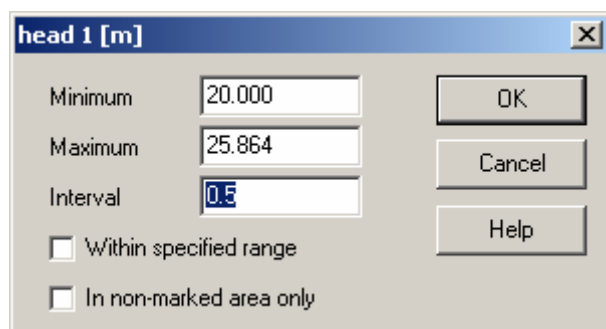 head 1 [m]
Minimum 20.000 OK
Maximum 25.864
Cancel
Interval 0.5
Help
Within specified range
In non-marked area only